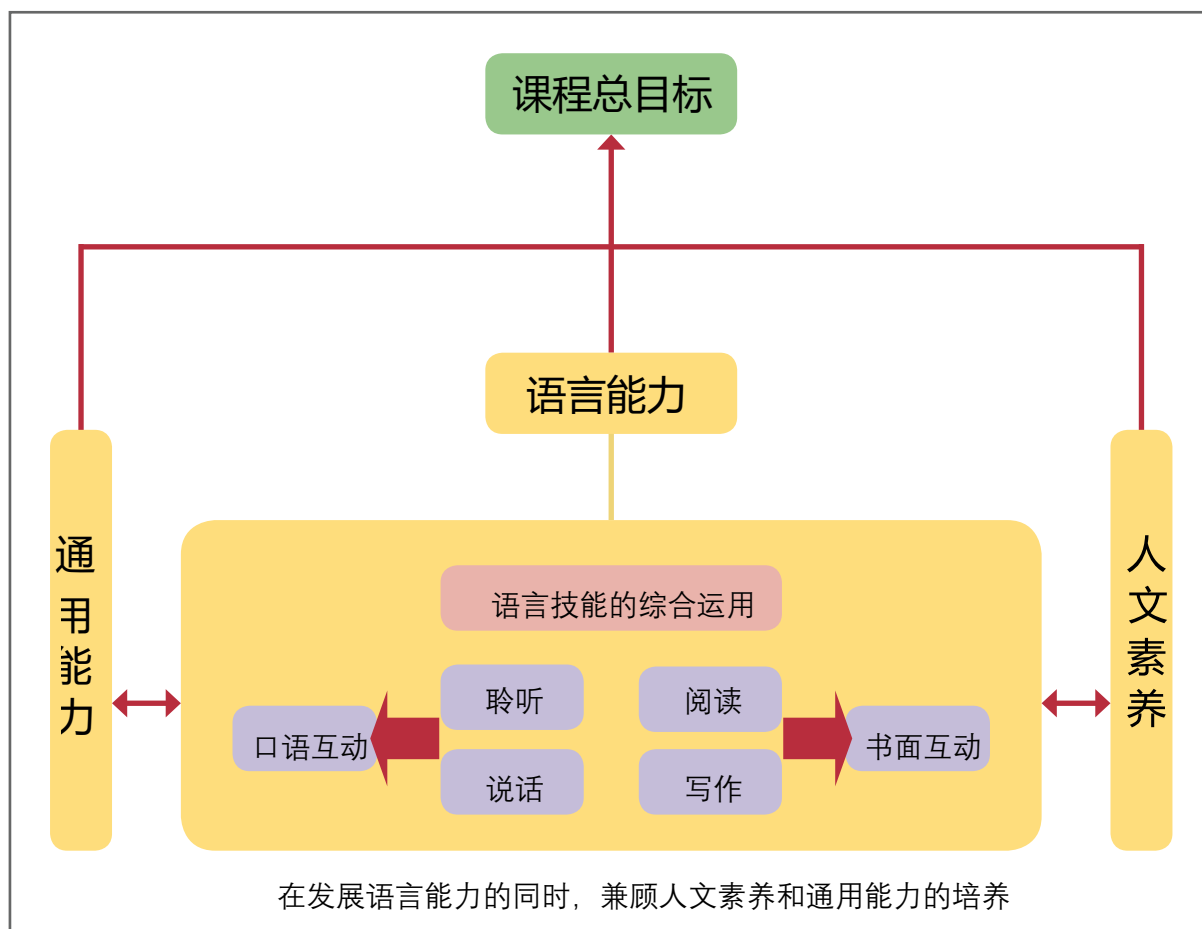 课程总目标
语言能力
通用能力
人文素养
语言技能的综合运用
聆听
阅读
口语互动
书面互动
说话
写作
在发展语言能力的同时，兼顾人文素养和通用能力的培养